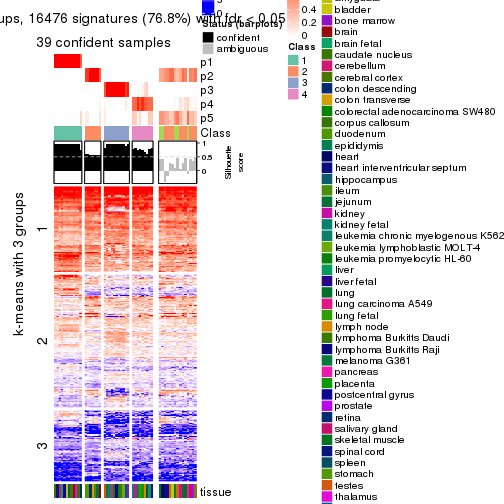 ups, 16476 signatures (76.8%) with fdr < 0.05
39 confident samples
p1
p2
p3
p4
p5
Class
1
0.5
0
Silhouette
score
k-means with 3 groups
1
2
3
tissue
0
Status (barplots)
confident
ambiguous
0.4
0.2
0
Class
1
2
3
4
bladder
bone marrow
brain
brain fetal
caudate nucleus
cerebellum
cerebral cortex
colon descending
colon transverse
colorectal adenocarcinoma SW480
corpus callosum
duodenum
epididymis
heart
heart interventricular septum
hippocampus
ileum
jejunum
kidney
kidney fetal
leukemia chronic myelogenous K562
leukemia lymphoblastic MOLT-4
leukemia promyelocytic HL-60
liver
liver fetal
lung
lung carcinoma A549
lung fetal
lymph node
lymphoma Burkitts Daudi
lymphoma Burkitts Raji
melanoma G361
pancreas
placenta
postcentral gyrus
prostate
retina
salivary gland
skeletal muscle
spinal cord
spleen
stomach
testes
thalamus